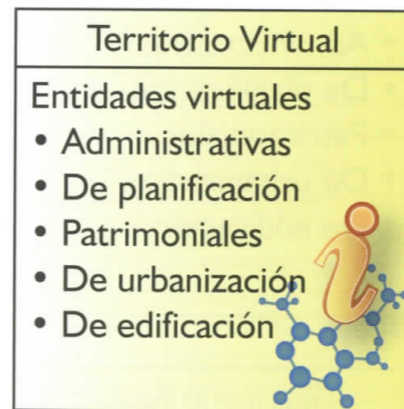 Territorio Virtual
Entidades virtuales
• Administrativas
• De planificación
• Patrimoniales
• De urbanización
• De edificación
i